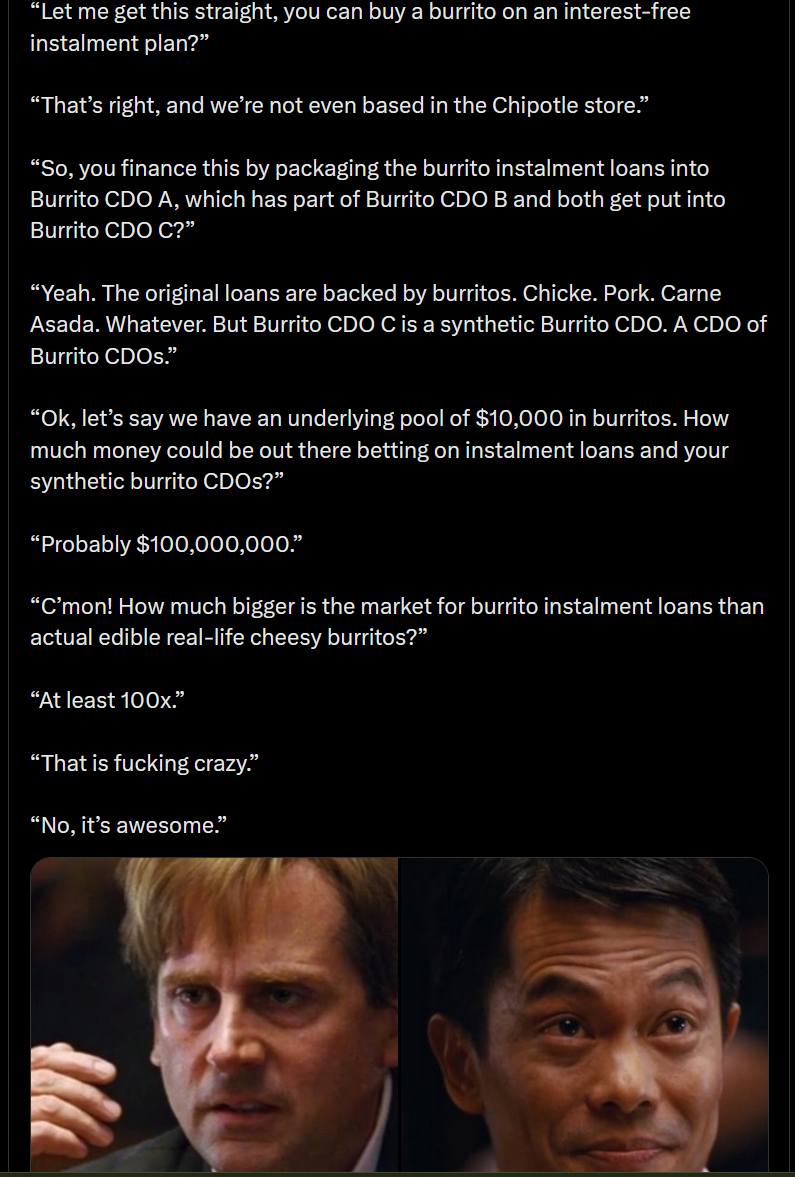 “Let me get this straight, you can buy a burrito on an interest-free
instalment plan?”
“That’s right, and we’re not even based in the Chipotle store.”
“So, you finance this by packaging the burrito instalment loans into
Burrito CDO A, which has part of Burrito CDO B and both get put into
Burrito CDO C?”
“Yeah. The original loans are backed by burritos. Chicke. Pork. Carne
Asada. Whatever. But Burrito CDO C is a synthetic Burrito CDO. A CDO of
Burrito CDOs.”
“Ok, let’s say we have an underlying pool of $10,000 in burritos. How
much money could be out there betting on instalment loans and your
synthetic burrito CDOs?”
“Probably $100,000,000.”
“C’mon! How much bigger is the market for burrito instalment loans than
actual edible real-life cheesy burritos?”
“At least 100x.”
“That is fucking crazy.”
“No, it’s awesome.”